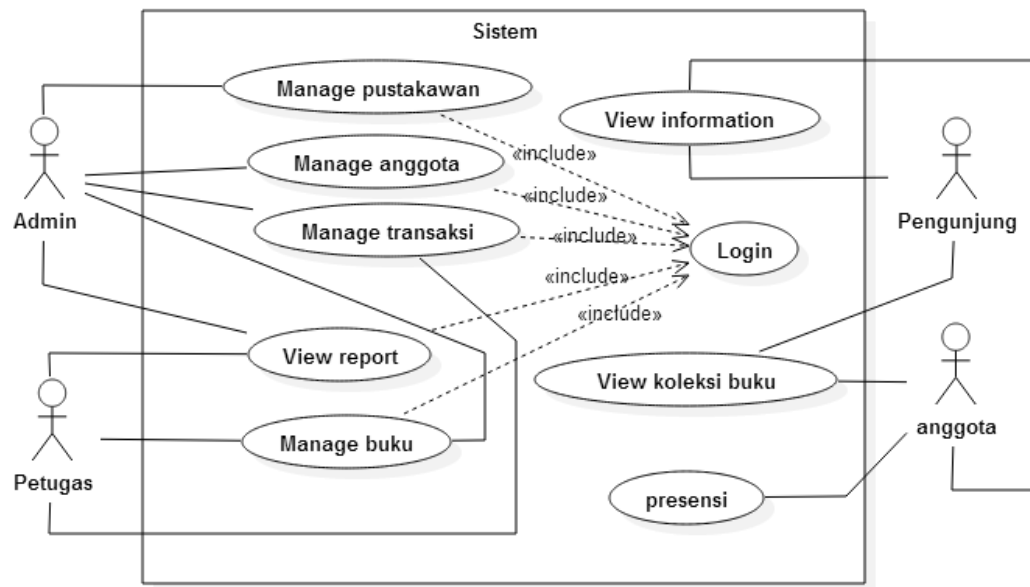 Sistem
Manage pustakawan
View information
«include»
Manage anggota
«include»
Admin
Pengunjung
Manage transaksi
«include»
Login
«include»
«include»
View report
View koleksi buku
anggota
Manage buku
Petugas
presensi